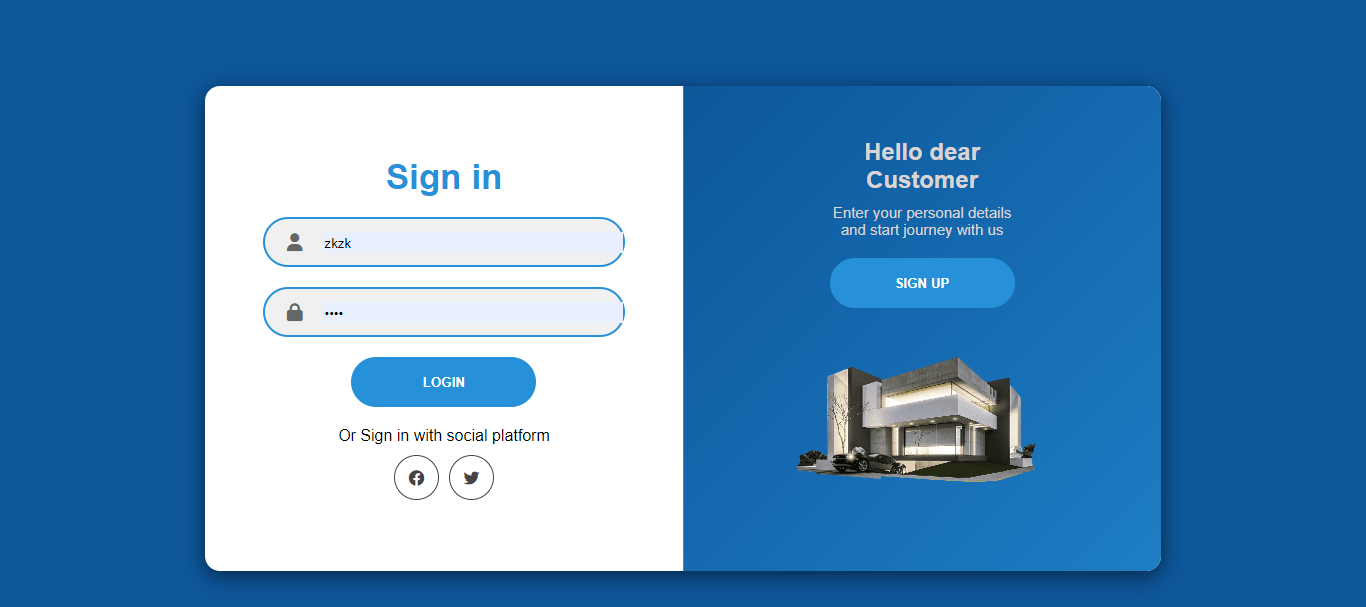 Sign in
zkzk
••••
LOGIN
Or Sign in with social platform
Hello dear
Customer
Enter your personal details
and start journey with us
SIGN UP